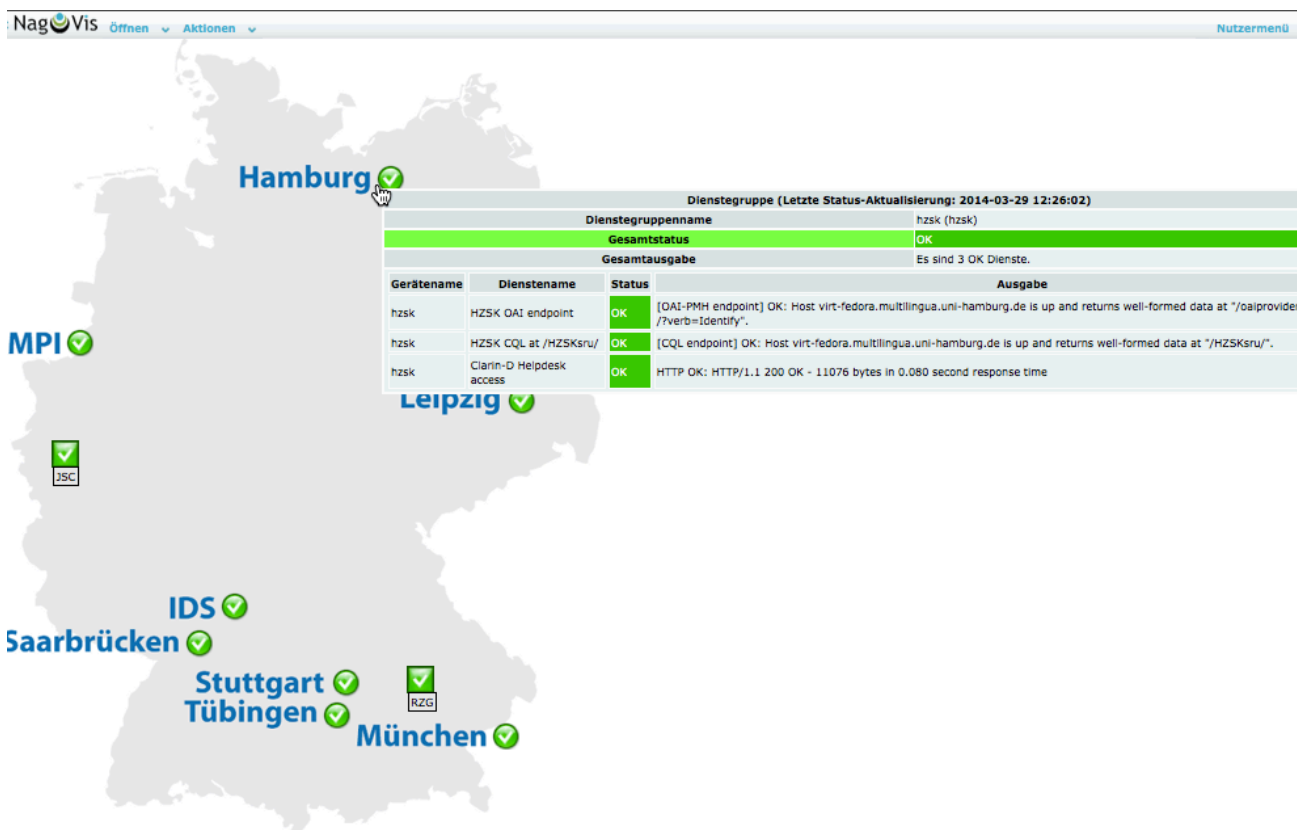 NagVis Öffnen Aktionen Nutzermenü
Hamburg
Dienstegruppe (Letzte Status-Aktualisierung: 2014-03-29 12:26:02)
Dienstegruppenname hzsk (hzsk)
Gesamtstatus OK
Gesamtausgabe Es sind 3 OK Dienste.
Gerätename Dienstename Status Ausgabe
hzsk HZSK OAI endpoint OK [OAI-PMH endpoint] OK: Host virt-fedora.multilingua.uni-hamburg.de is up and returns well-formed data at "/oaiprovider
/?verb=Identify".
hzsk HZSK CQL at /HZSKsru/ OK [CQL endpoint] OK: Host virt-fedora.multilingua.uni-hamburg.de is up and returns well-formed data at "/HZSKsru/".
hzsk Clarin-D Helpdesk
access OK HTTP OK: HTTP/1.1 200 OK - 11076 bytes in 0.080 second response time
MPI
Leipzig
JSC
IDS
Saarbrücken
Stuttgart
RZG
Tübingen
München